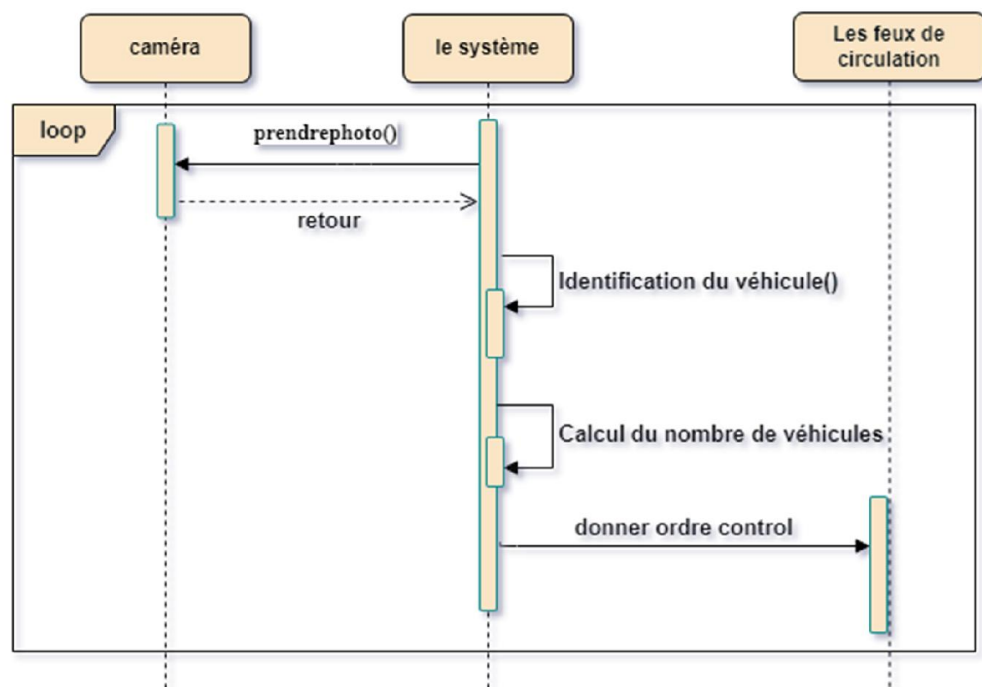 caméra
le système
Les feux de
circulation
loop
prendrephoto()
retour
Identification du véhicule()
Calcul du nombre de véhicules
donner ordre control